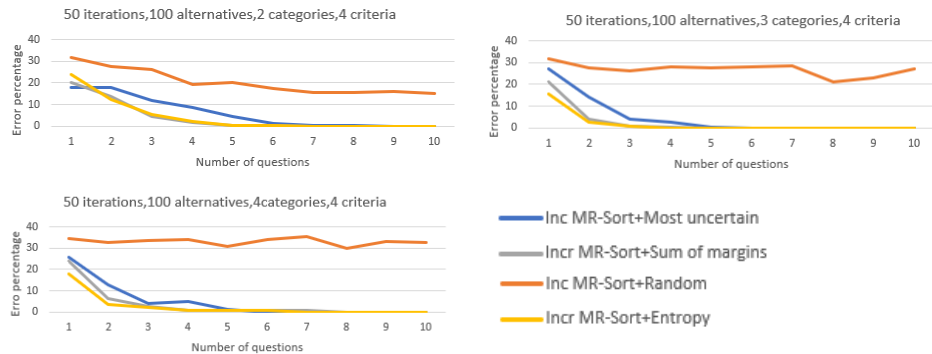 50 iterations,100 alternatives,2 categories,4 criteria
Error percentage
40
30
20
10
0
1 2 3 4 5 6 7 8 9 10
Number of questions
50 iterations,100 alternatives,3 categories,4 criteria
Error percentage
40
30
20
10
0
1 2 3 4 5 6 7 8 9 10
Number of questions
50 iterations,100 alternatives,4categories,4 criteria
Erro percentage
40
30
20
10
0
1 2 3 4 5 6 7 8 9 10
Number of questions
Inc MR-Sort+Most uncertain
Incr MR-Sort+Sum of margins
Inc MR-Sort+Random
Incr MR-Sort+Entropy